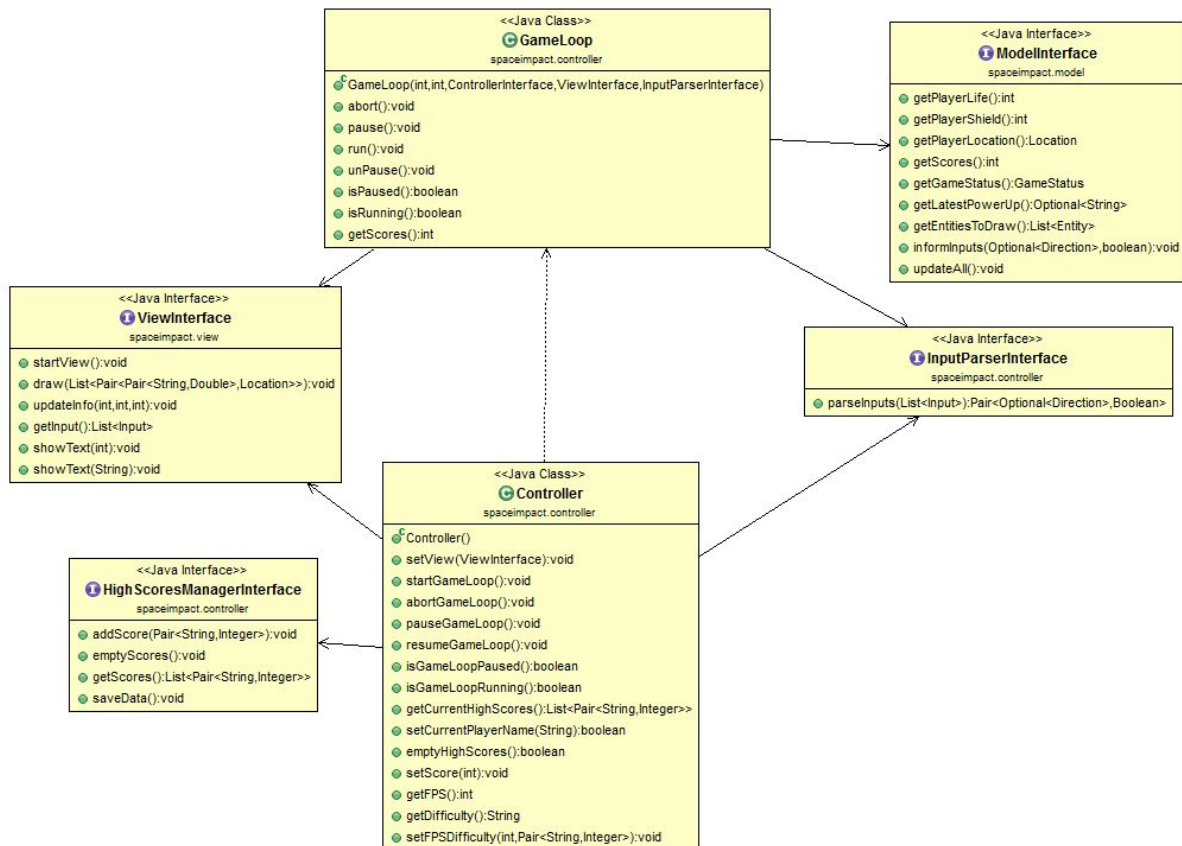 <<Java Class>>
GameLoop
spaceimpact.controller
GameLoop(int,int,ControllerInterface,ViewInterface,InputParserInterface)
abort():void
pause():void
run():void
unPause():void
isPaused():boolean
isRunning():boolean
getScores():int
<<Java Interface>>
ModelInterface
spaceimpact.model
getPlayerLife():int
getPlayerShield():int
getPlayerLocation():Location
getScores():int
getGameStatus():GameStatus
getLatestPowerUp():Optional<String>
getEntitiesToDraw():List<Entity>
informInputs(Optional<Direction>,boolean):void
updateAll():void
<<Java Interface>>
ViewInterface
spaceimpact.view
startView():void
draw(List<Pair<Pair<String,Double>,Location>>):void
updateInfo(int,int,int):void
getInput():List<Input>
showText(int):void
showText(String):void
<<Java Interface>>
InputParserInterface
spaceimpact.controller
parseInputs(List<Input>):Pair<Optional<Direction>,Boolean>
<<Java Class>>
Controller
spaceimpact.controller
Controller()
setView(ViewInterface):void
startGameLoop():void
abortGameLoop():void
pauseGameLoop():void
resumeGameLoop():void
isGameLoopPaused():boolean
isGameLoopRunning():boolean
getCurrentHighScores():List<Pair<String,Integer>>
setCurrentPlayerName(String):boolean
emptyHighScores():boolean
setScore(int):void
getFPS():int
getDifficulty():String
setFPSDifficulty(int,Pair<String,Integer>):void
<<Java Interface>>
HighScoresManagerInterface
spaceimpact.controller
addScore(Pair<String,Integer>):void
emptyScores():void
getScores():List<Pair<String,Integer>>
saveData():void